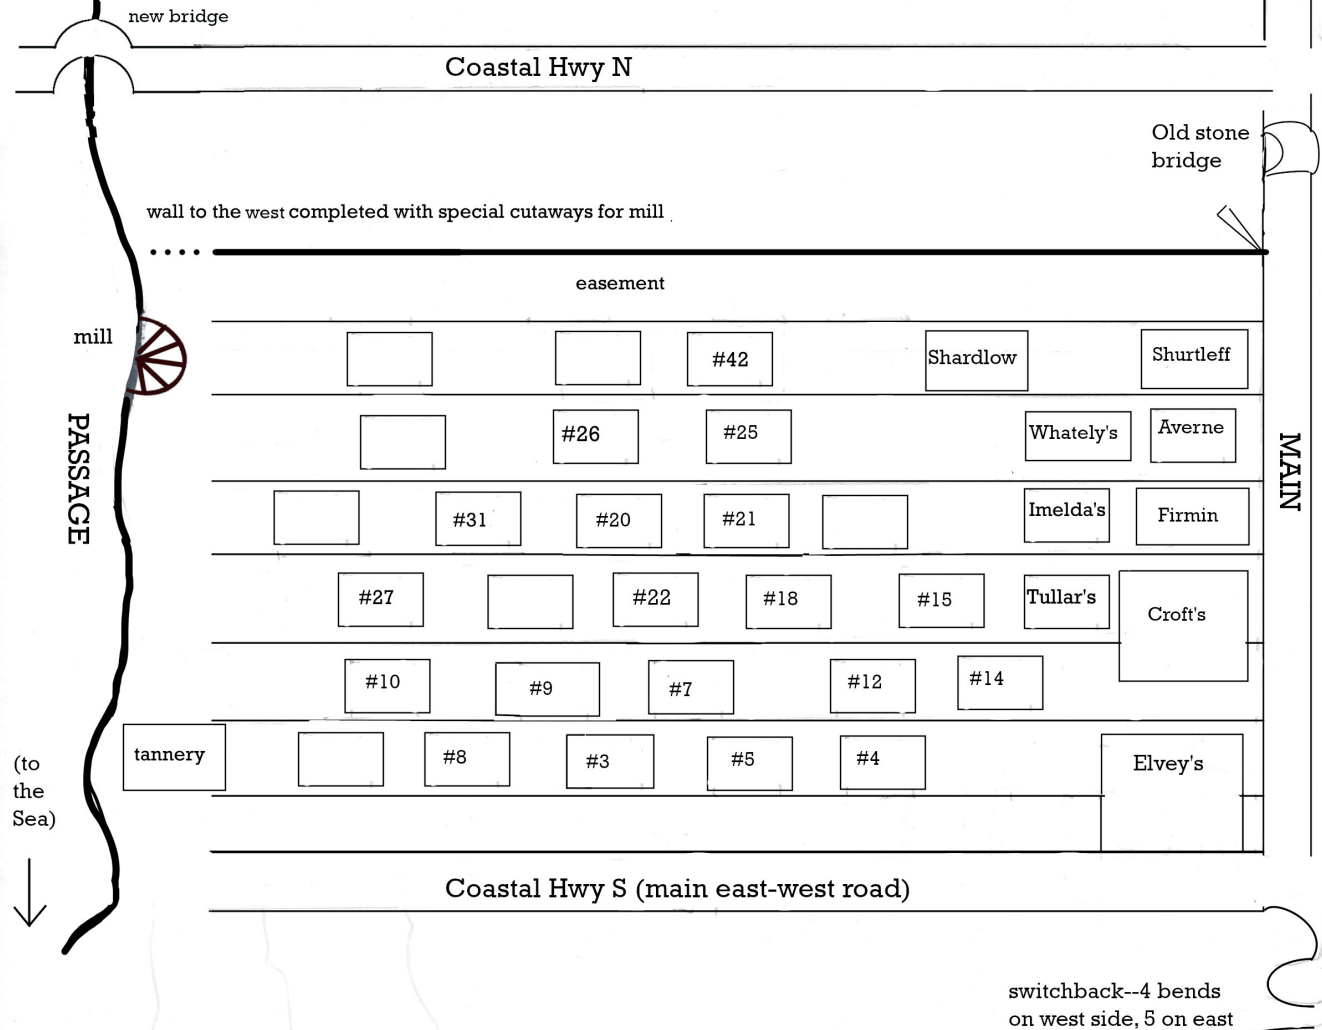 new bridge
Coastal Hwy N
Old stone
bridge
wall to the west completed with special cutaways for mill
easement
mill
#42
Shardlow
Shurtleff
PASSAGE
#26
#25
Whately's
Averne
MAIN
#31
#20
#21
Imelda's
Firmin
#27
#22
#18
#15
Tullar's
Croft's
#10
#9
#7
#12
#14
tannery
#8
#3
#5
#4
Elvey's
(to
the
Sea)
Coastal Hwy S (main east-west road)
switchback--4 bends
on west side, 5 on east